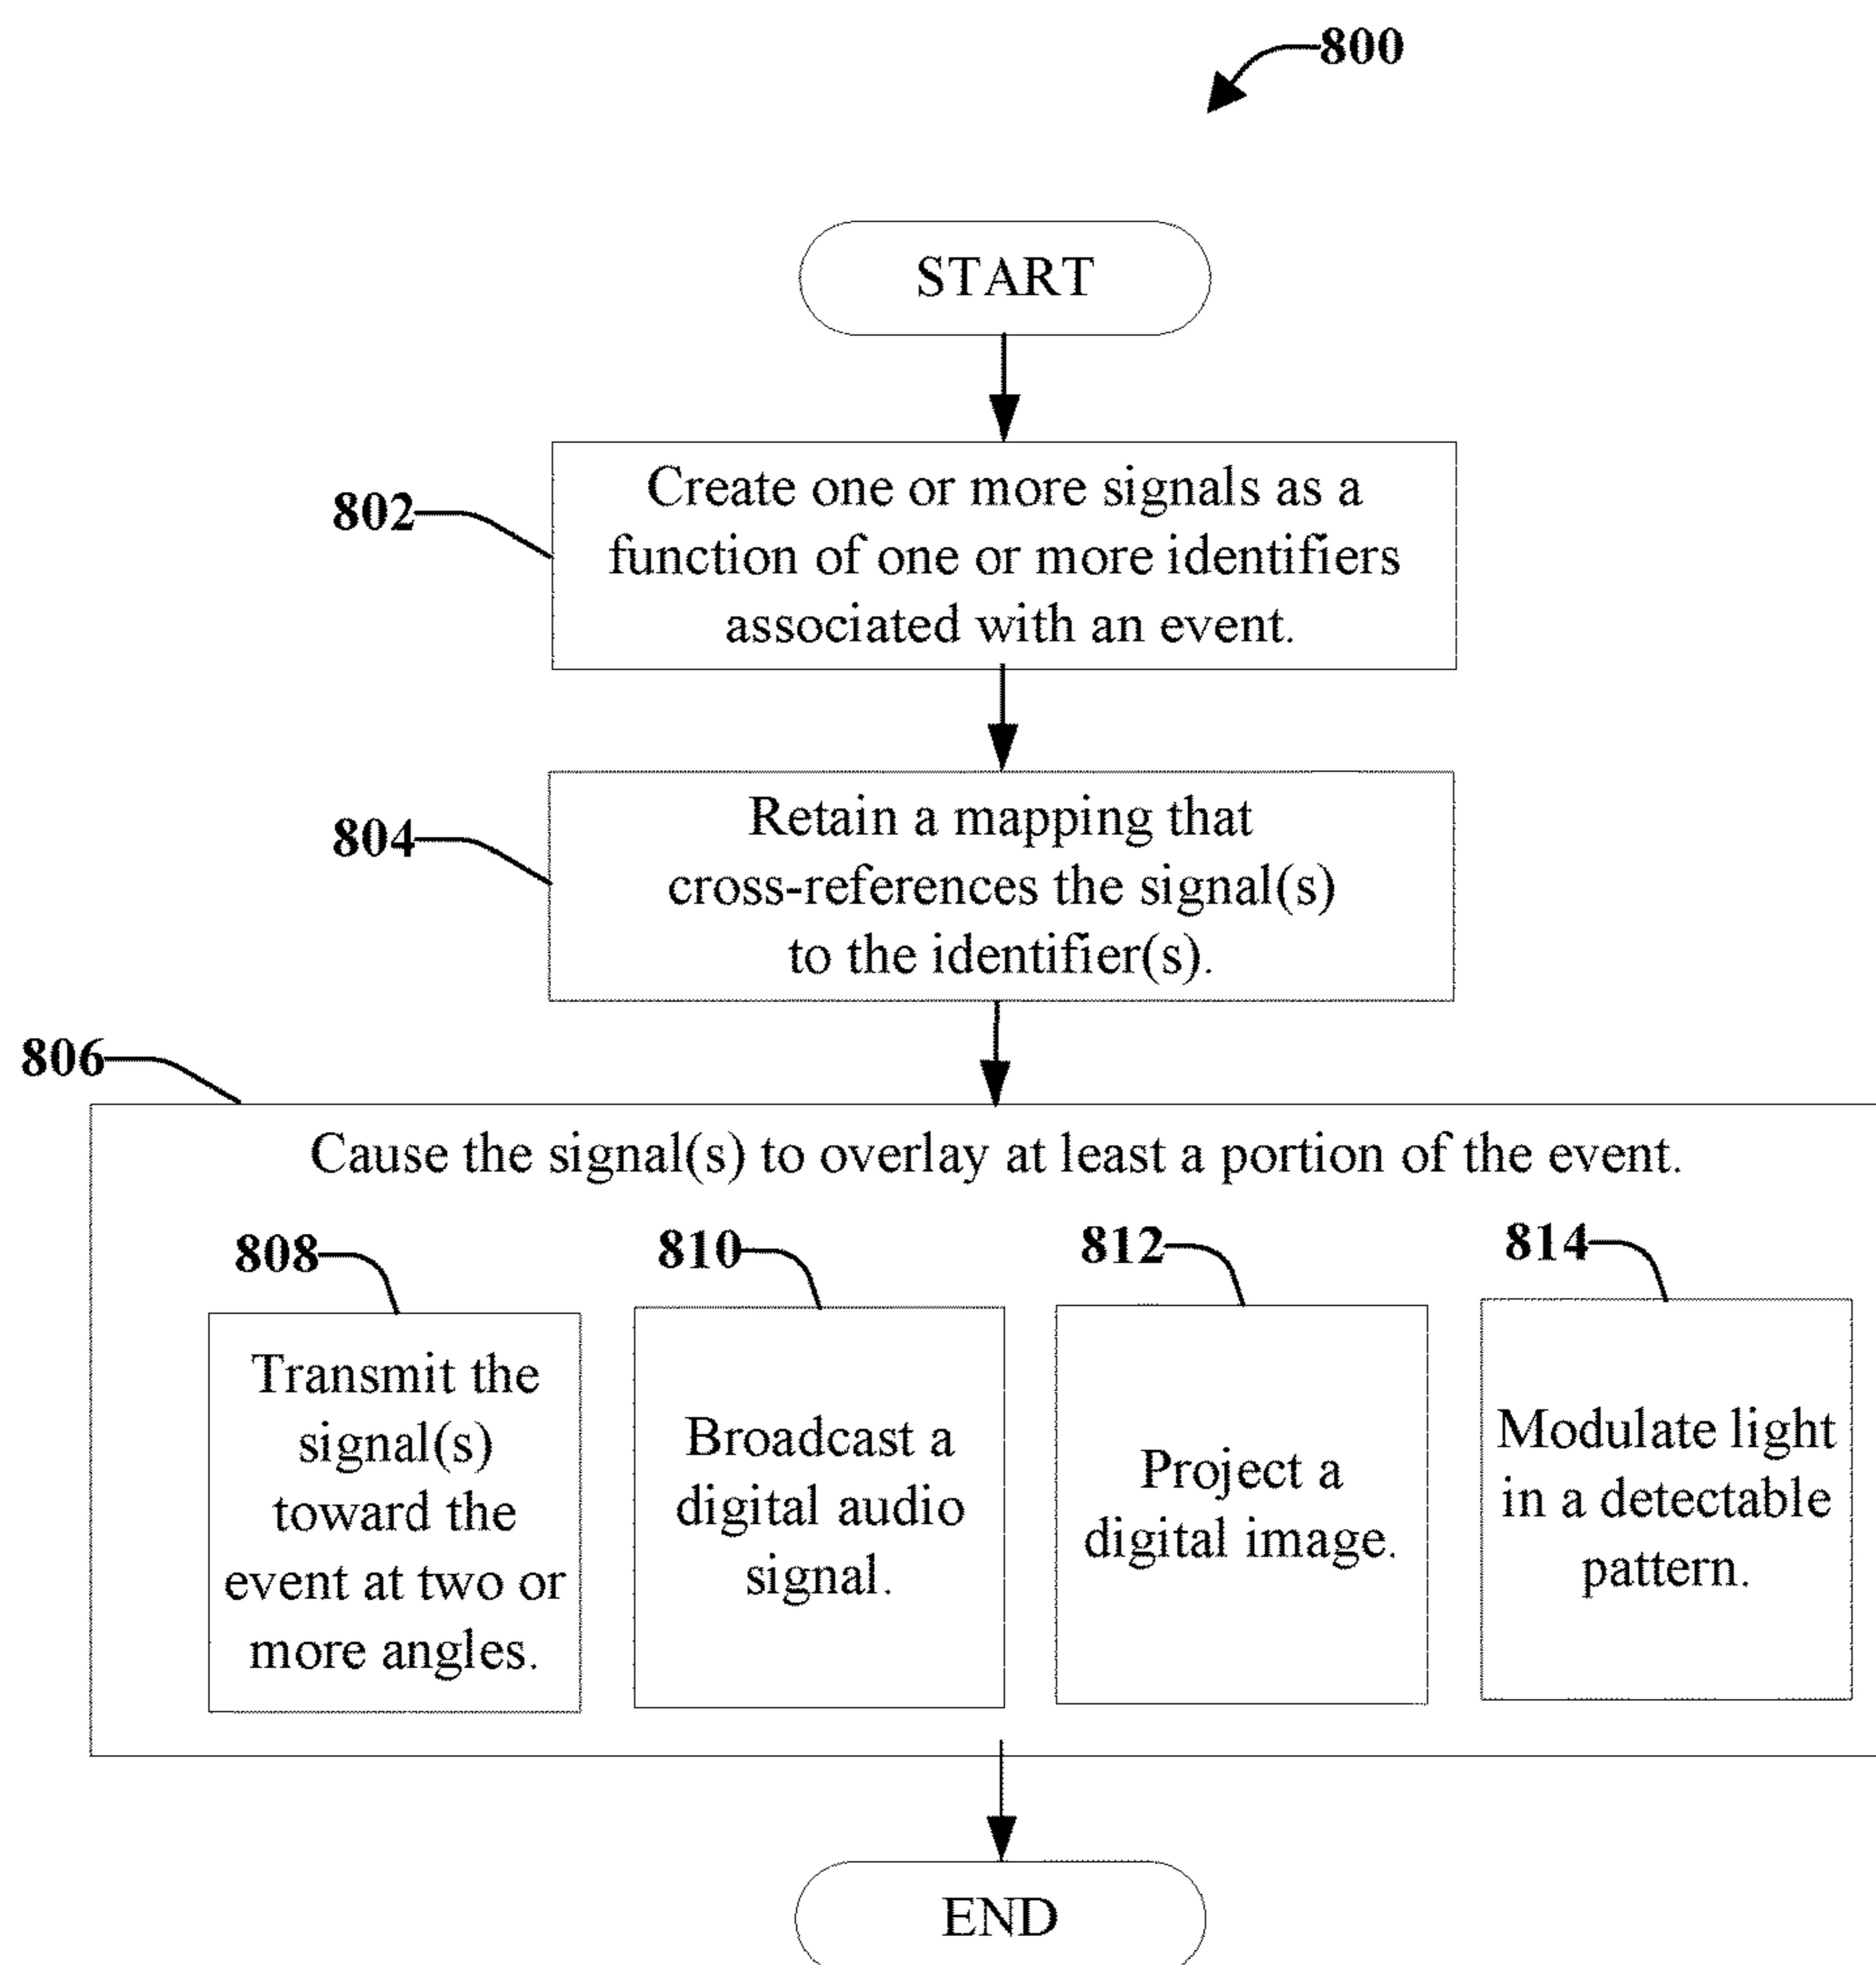 800
START
802
Create one or more signals as a
function of one or more identifiers
associated with an event.
804
Retain a mapping that
cross-references the signal(s)
to the identifier(s).
806
Cause the signal(s) to overlay at least a portion of the event.
808
Transmit the
signal(s)
toward the
event at two or
more angles.
810
Broadcast a
digital audio
signal.
812
Project a
digital image.
814
Modulate light
in a detectable
pattern.
END